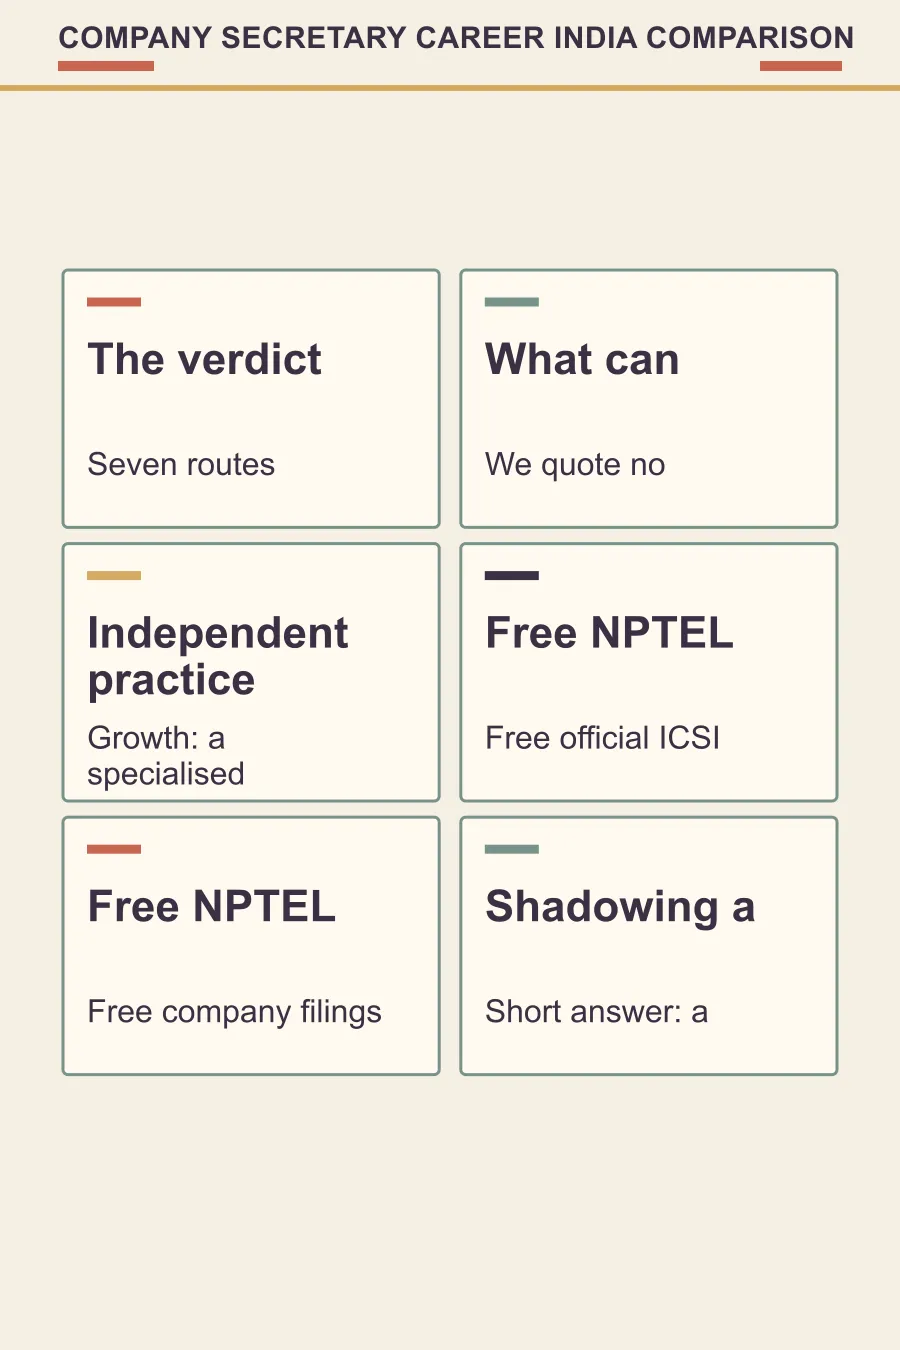 COMPANY SECRETARY CAREER INDIA COMPARISON
The verdict
Seven routes
What can
We quote no
Independent
practice
Growth: a
specialised
Free NPTEL
Free official ICSI
Free NPTEL
Free company filings
Shadowing a
Short answer: a